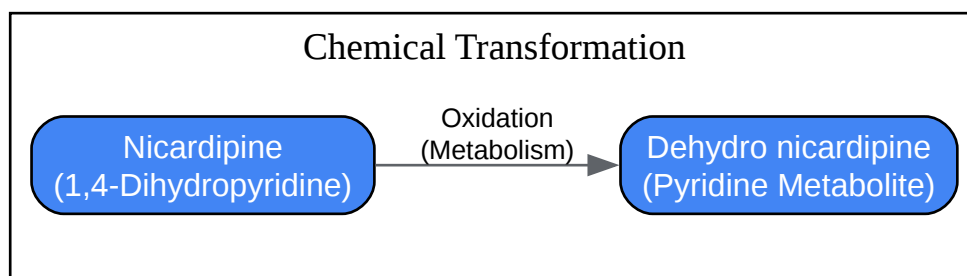 Chemical Transformation
Oxidation
(Metabolism)
Nicardipine
(1,4-Dihydropyridine)
Dehydro nicardipine
(Pyridine Metabolite)